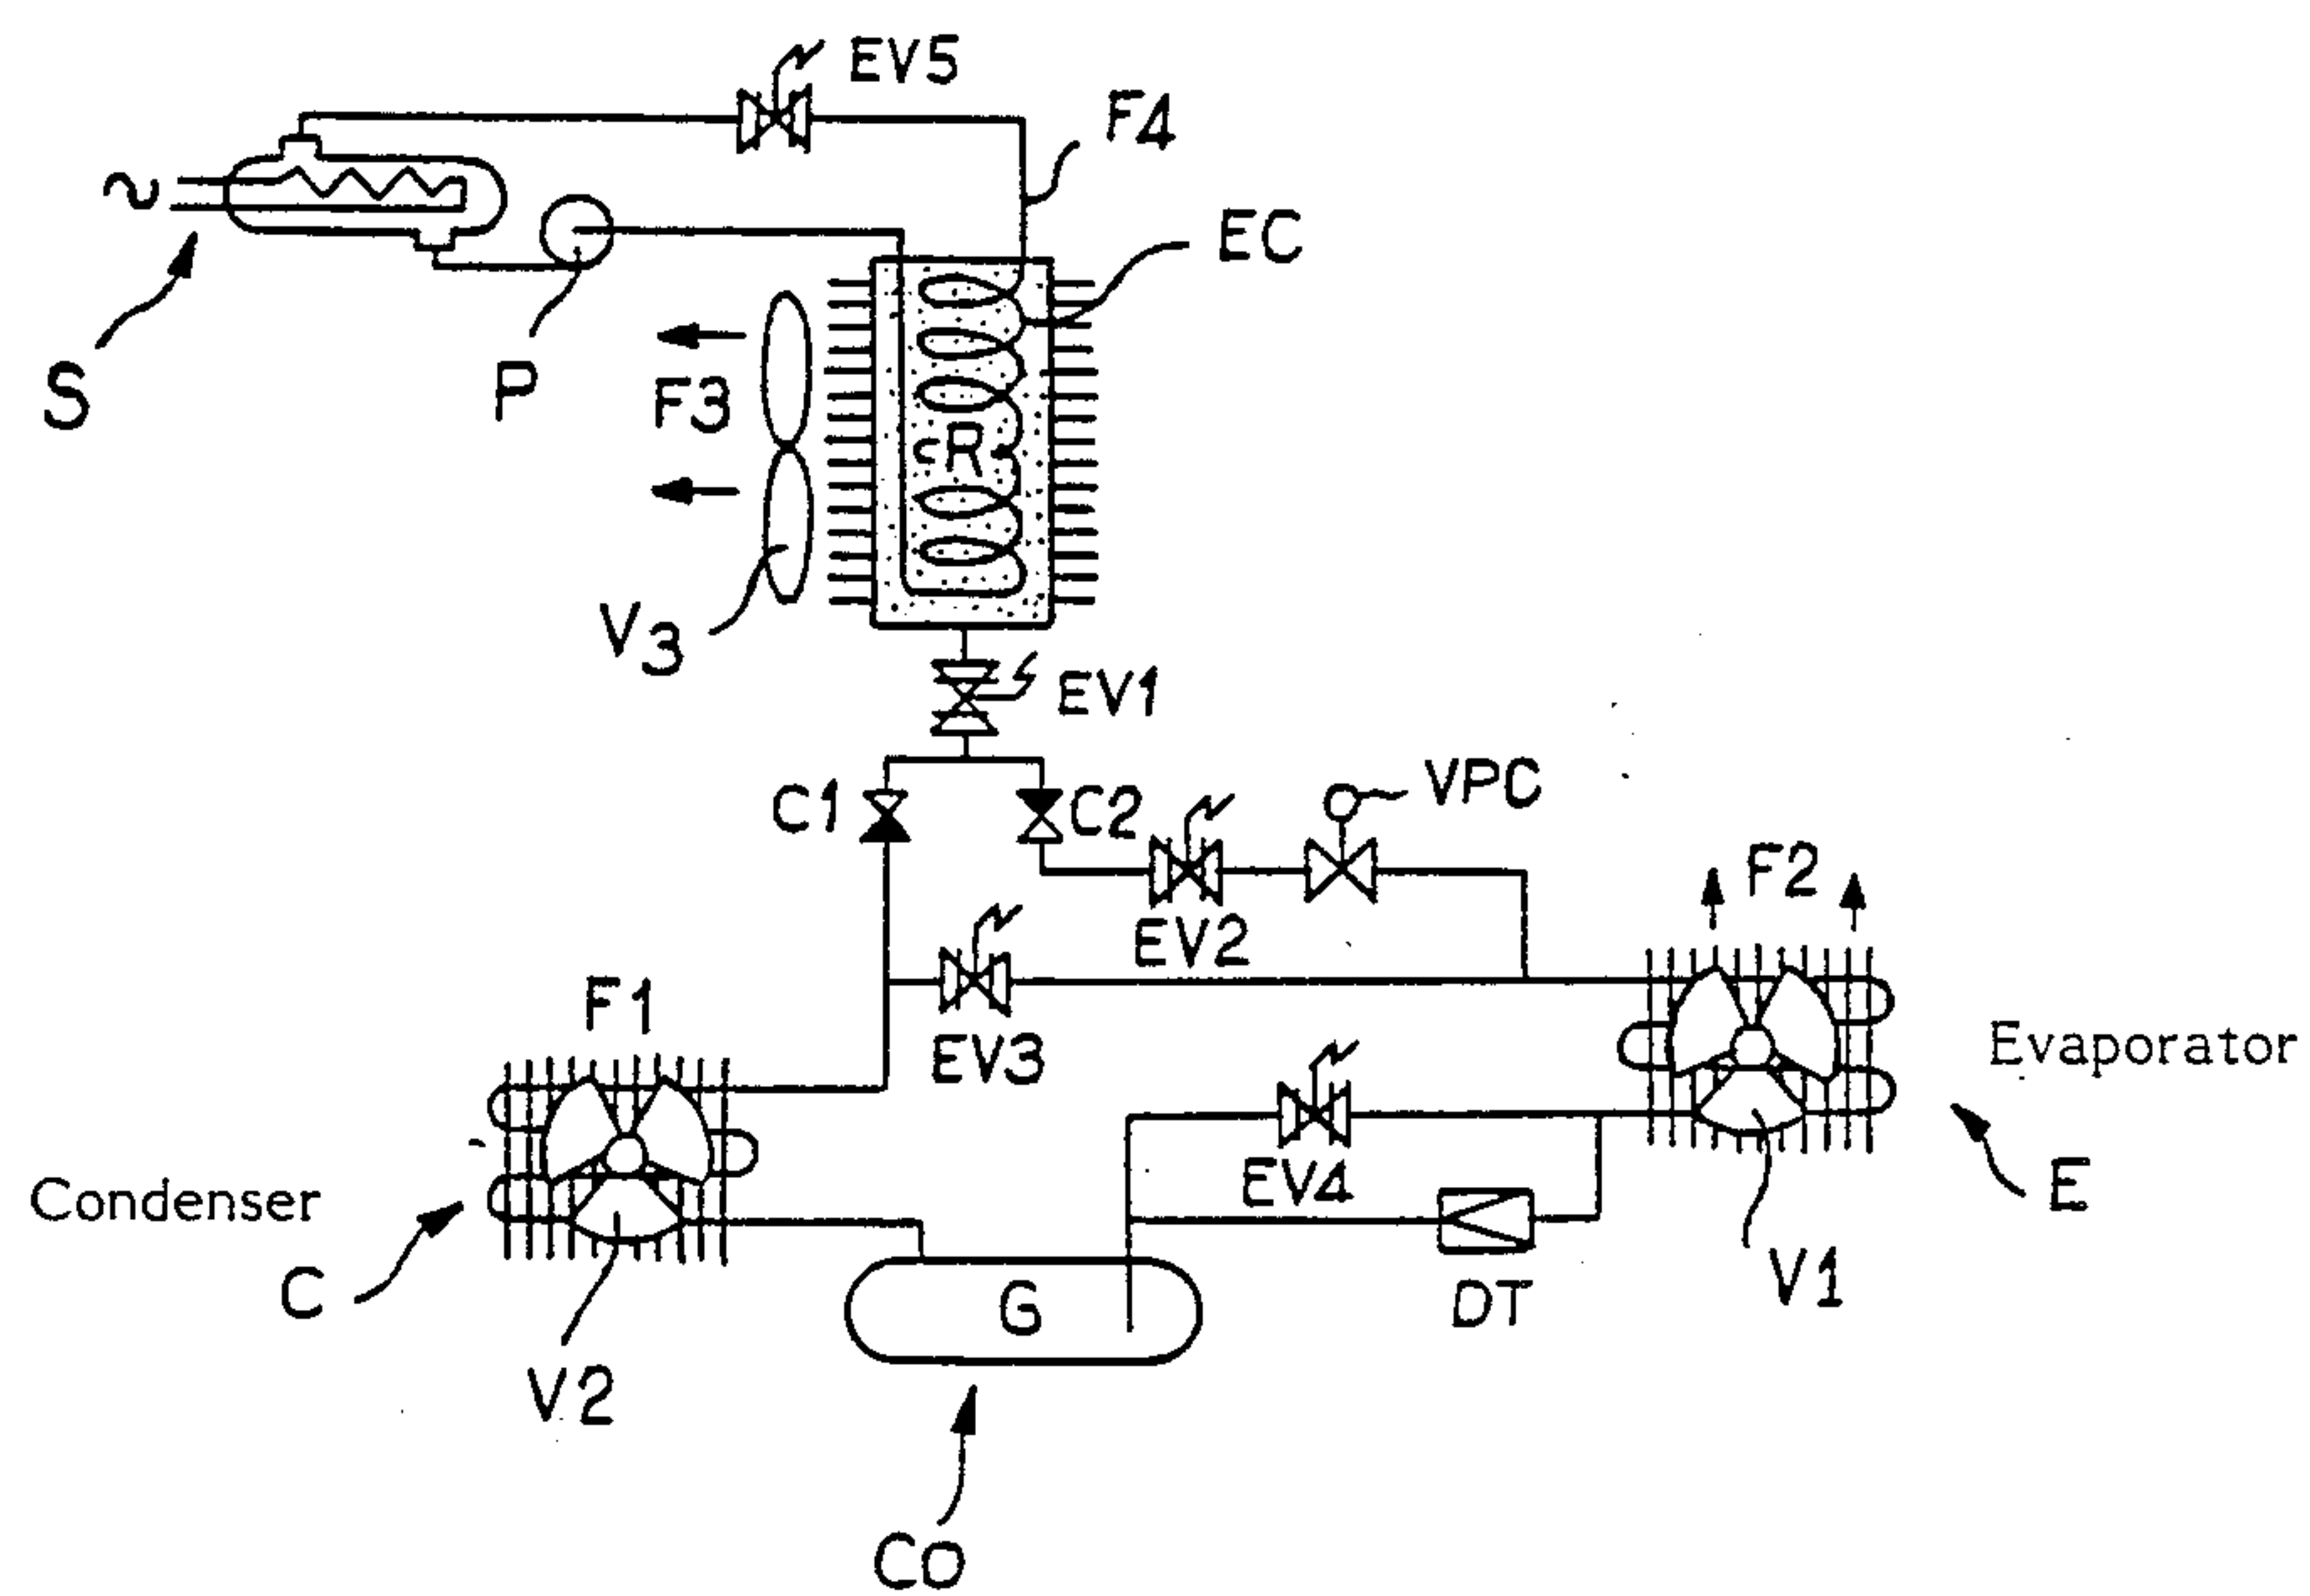 EV5
F4
EC
S
P
F3
R
V3
EV1
C1
C2
VPC
EV2
F2
F1
EV3
Evaporator
EV4
E
Condenser
C
G
DT
V1
V2
CO